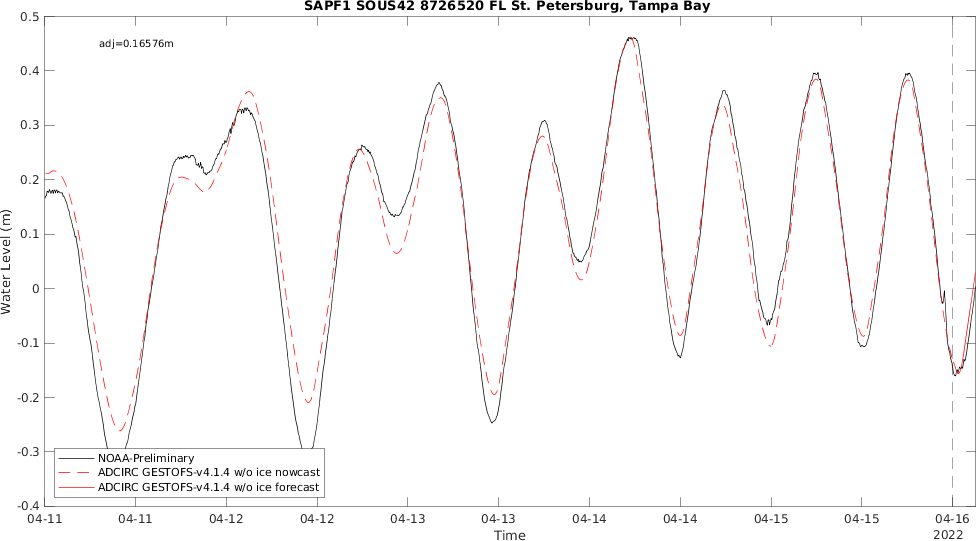 SAPF1 SOUS42 8726520 FL St. Petersburg, Tampa Bay
adj=0.16576m
0.5
0.4
0.3
0.2
0.1
0
-0.1
-0.2
-0.3
-0.4
Water Level (m)
NOAA-Preliminary
ADCIRC GESTOFS-v4.1.4 w/o ice nowcast
ADCIRC GESTOFS-v4.1.4 w/o ice forecast
04-11 04-11 04-12 04-12 04-13 04-13 04-14 04-14 04-15 04-15 04-16
Time
2022